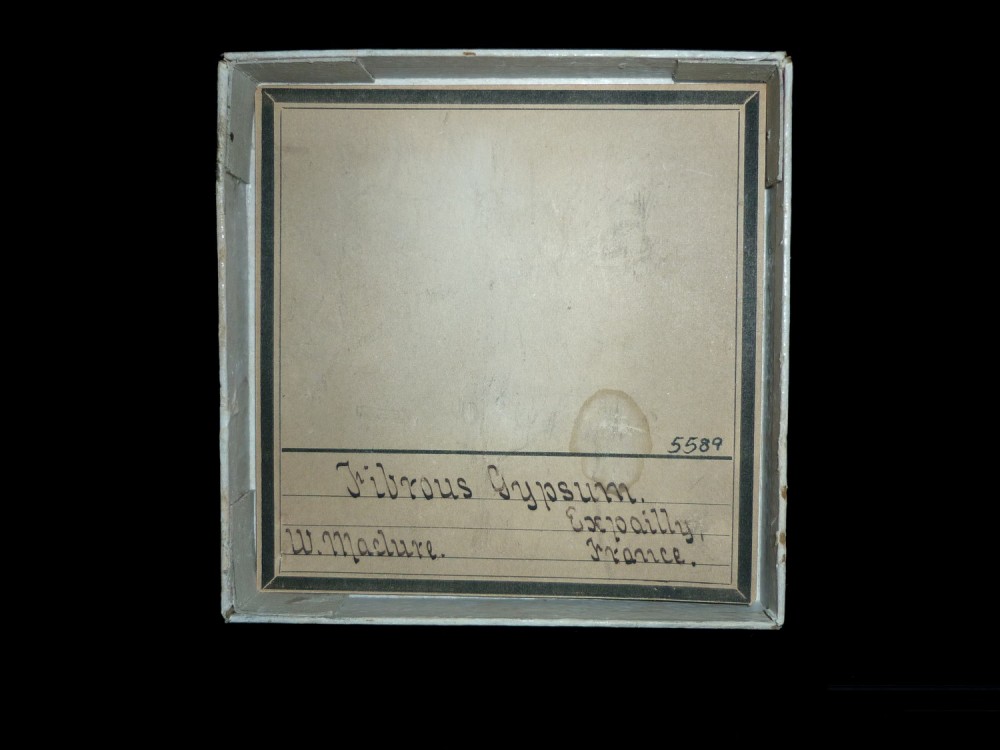 5589
Fibrous Gypsum.
Expailly,
W. Maclure. France.